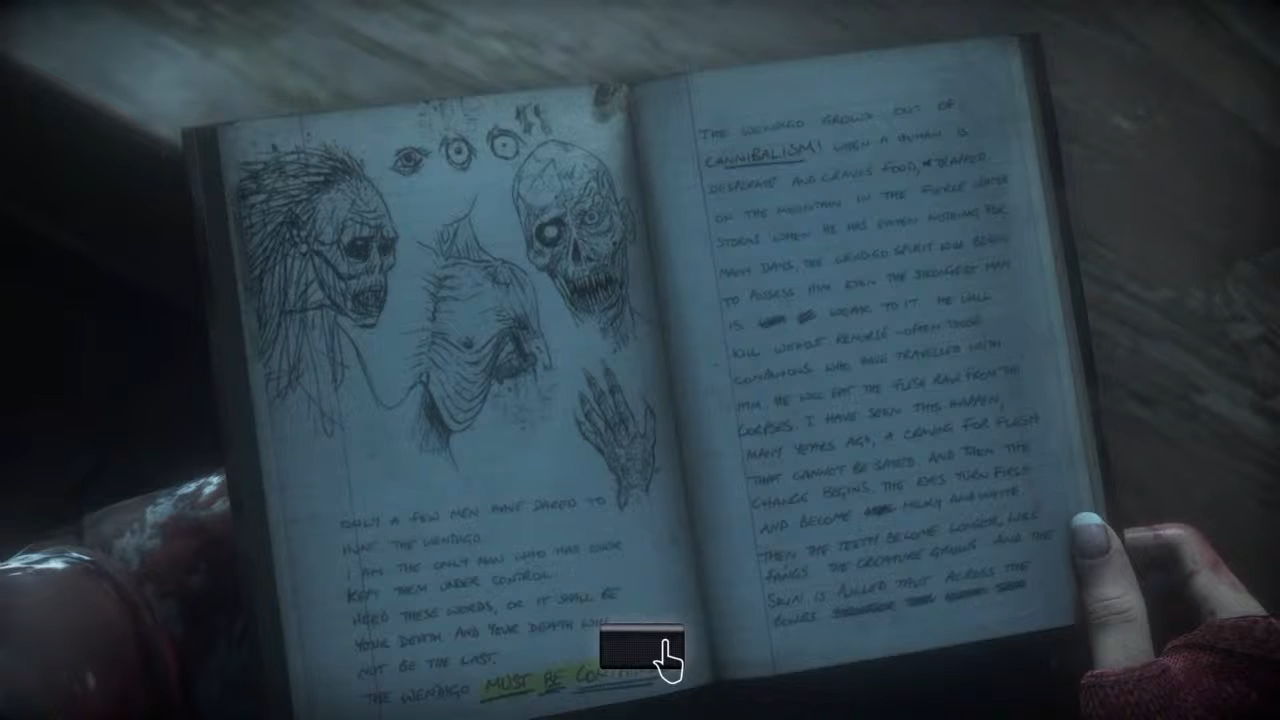 ONLY A FEW MEN HAVE DARED TO
HUNT THE WENDIGO.
I AM THE ONLY MAN WHO HAS EVER
KEPT THEM UNDER CONTROL.
HEED THESE WORDS, OR IT SHALL BE
YOUR DEATH. AND YOUR DEATH WILL
NOT BE THE LAST.
THE WENDIGO MUST BE
THE WENDIGO GROWS OUT OF
CANNIBALISM! WHEN A HUMAN IS
DESPERATE AND CRAVES FOOD, TRAPPED
ON THE MOUNTAIN IN THE FIERCE WINTER
STORMS WHEN HE HAS EATEN NOTHING FOR
MANY DAYS, THE WENDIGO SPIRIT WILL BEGIN
TO POSSESS HIM EVEN THE STRONGEST MAN
IS WEAK TO IT. HE WILL
KILL WITHOUT REMORSE - OFTEN THOSE
COMPANIONS WHO HAVE TRAVELLED WITH
HIM. HE WILL EAT THE FLESH RAW FROM THE
CORPSES. I HAVE SEEN THIS HAPPEN,
MANY YEARS AGO, A CRAVING FOR FLESH
THAT CANNOT BE SATED. AND THEN THE
CHANGE BEGINS. THE EYES TURN FIRST
AND BECOME MILKY AND WHITE
THEN THE TEETH BECOME LONGER, LIKE
FANGS. THE CREATURE GROWS AND THE
SKIN IS PULLED TAUT ACROSS THE
BONES